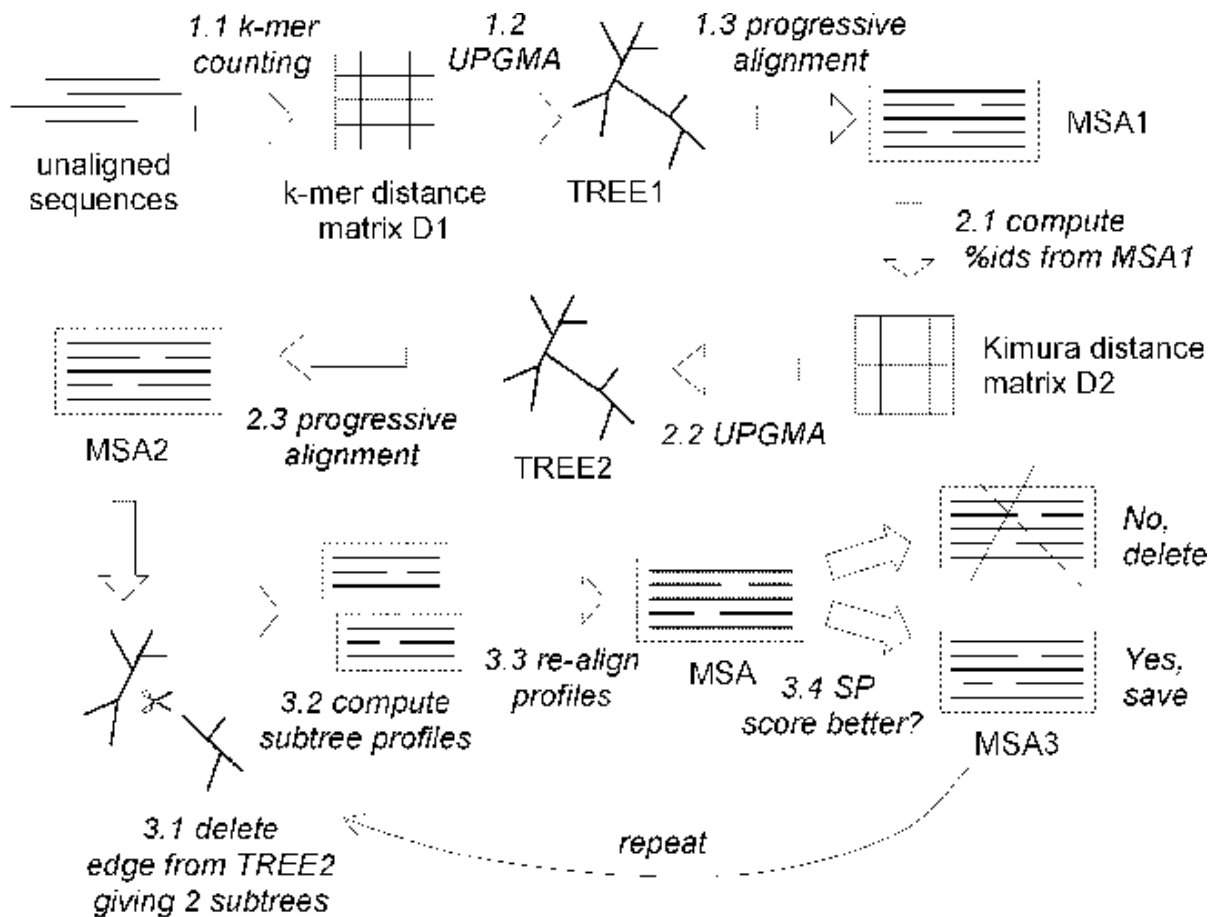 1.1 k-mer
counting
1.2
UPGMA
1.3 progressive
alignment
unaligned
sequences
k-mer distance
matrix D1
TREE1
MSA1
2.1 compute
%ids from MSA1
Kimura distance
matrix D2
2.2 UPGMA
TREE2
2.3 progressive
alignment
MSA2
3.1 delete
edge from TREE2
giving 2 subtrees
3.2 compute
subtree profiles
3.3 re-align
profiles
MSA
3.4 SP
score better?
No,
delete
Yes,
save
MSA3
repeat